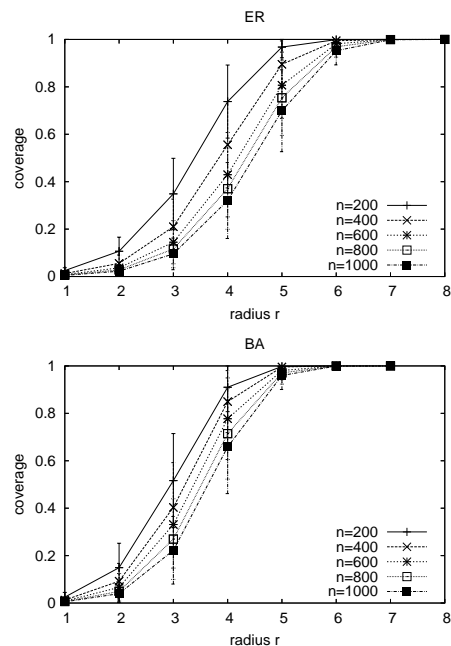 ER
1
0.8
0.6
0.4
0.2
0
coverage
n=200
n=400
n=600
n=800
n=1000
1 2 3 4 5 6 7 8
radius r
BA
1
0.8
0.6
0.4
0.2
0
coverage
n=200
n=400
n=600
n=800
n=1000
1 2 3 4 5 6 7 8
radius r